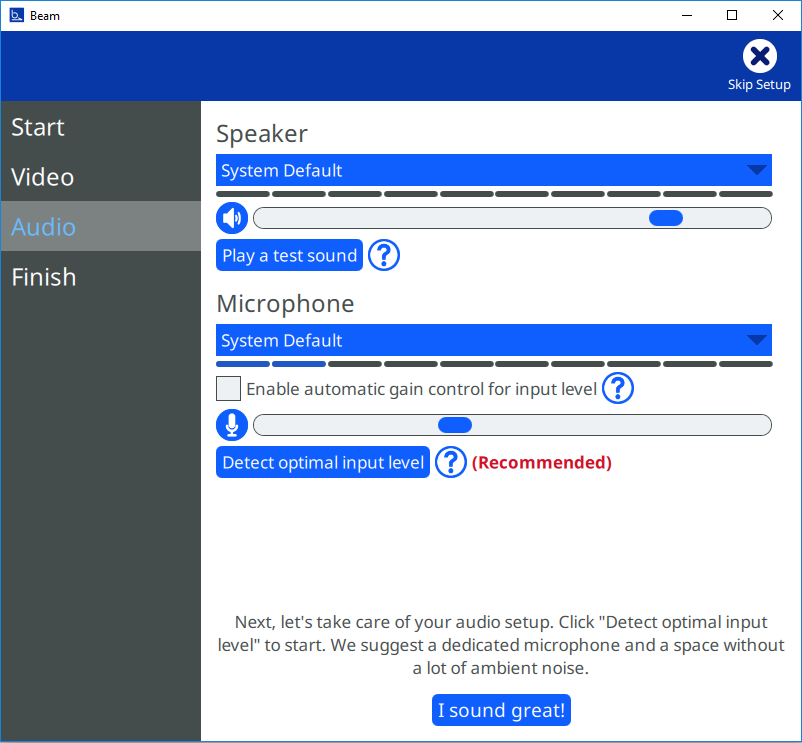 Beam
Skip Setup
Start
Video
Audio
Finish
Speaker
System Default
Play a test sound ?
Microphone
System Default
Enable automatic gain control for input level ?
Detect optimal input level ? (Recommended)
Next, let's take care of your audio setup. Click "Detect optimal input
level" to start. We suggest a dedicated microphone and a space without
a lot of ambient noise.
I sound great!